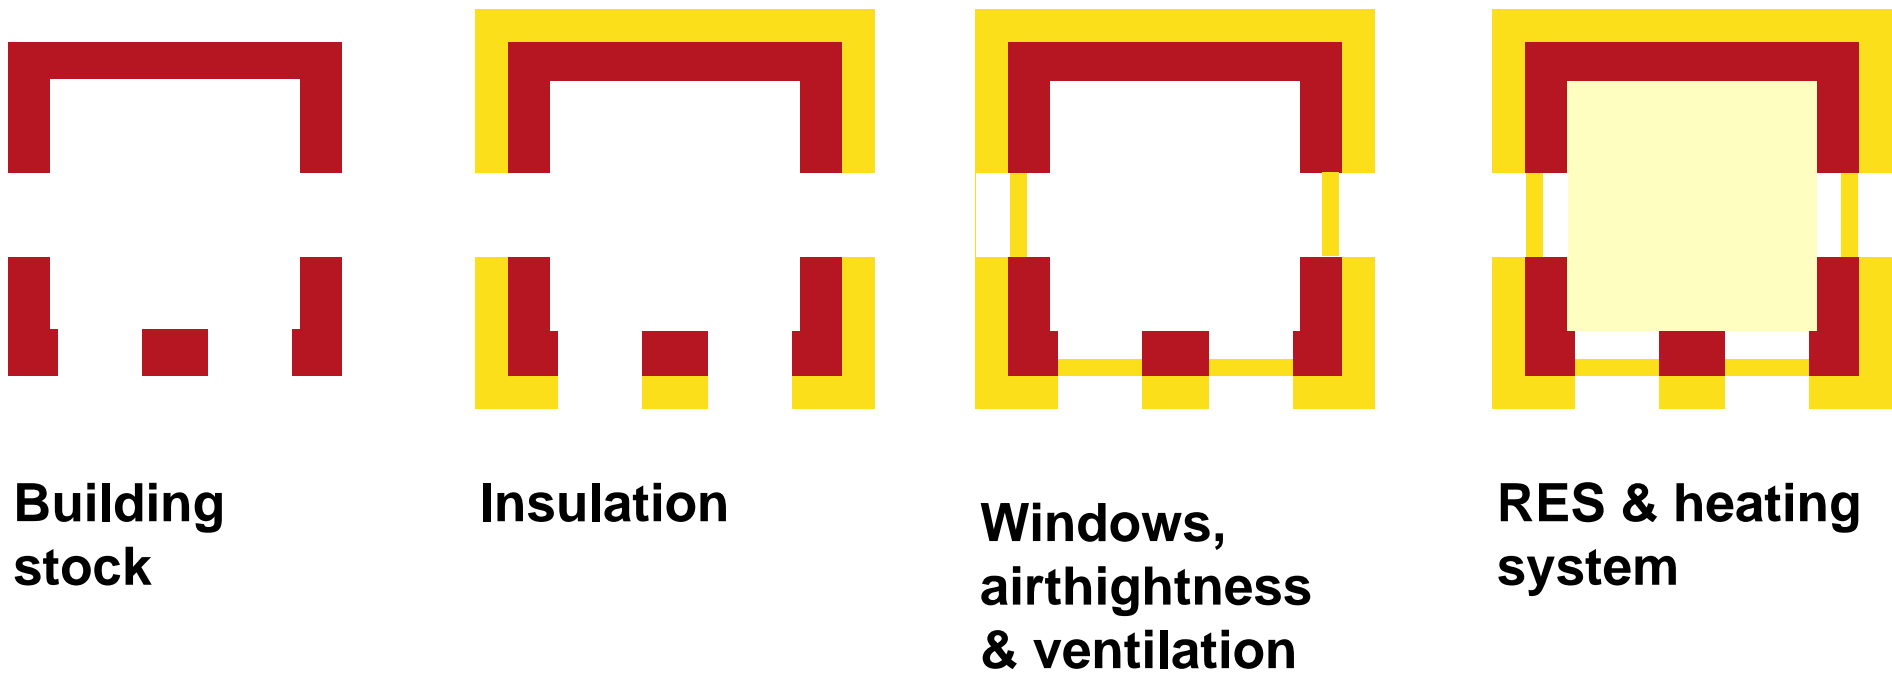 Building
stock
Insulation
Windows,
airthightness
& ventilation
RES & heating
system